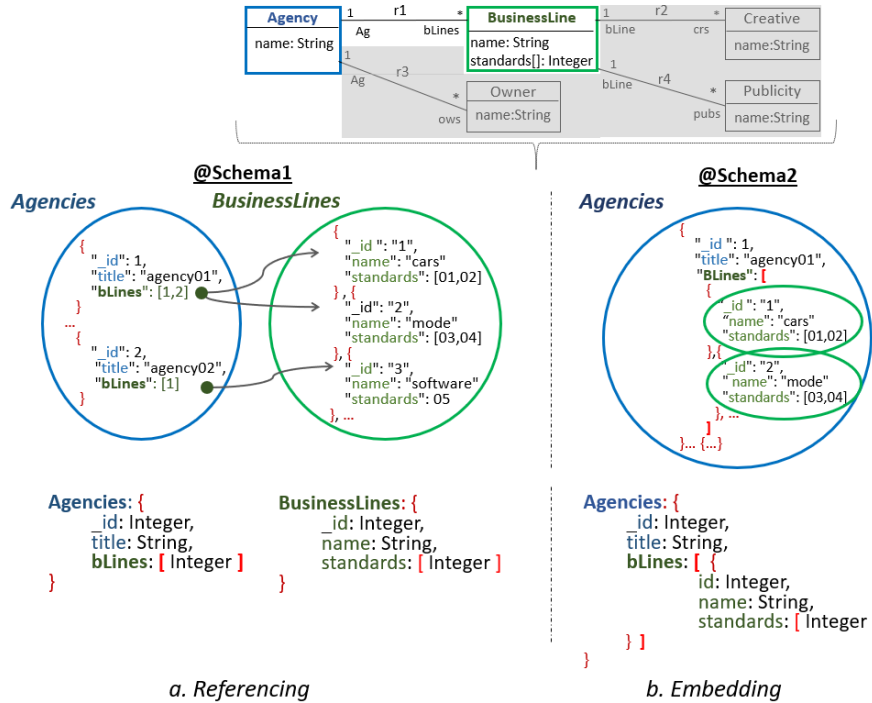 Agency
name: String
1 r1 *
Ag bLines
BusinessLine
name: String
standards[]: Integer
1 r2 *
bLine crs
Creative
name:String
1
Ag
r3
*
ows
Owner
name:String
1
bLine
r4
*
pubs
Publicity
name:String
@Schema1
Agencies BusinessLines
{
"_id": 1,
"title": "agency01",
"bLines": [1,2]
}
...
{
"_id": 2,
"title": "agency02",
"bLines": [1]
}
{
"_id ": "1",
"name": "cars"
"standards": [01,02]
} , {
"_id": "2",
"name": "mode"
"standards": [03,04]
}, {
"_id": "3",
"name": "software"
"standards": 05
}, ...
@Schema2
Agencies
{
"_id ": 1,
"title": "agency01",
"BLines": [
{
"_id ": "1",
"name": "cars"
"standards": [01,02]
},{
"_id": "2",
"name": "mode"
"standards": [03,04]
}, ...
]
}... {...}
Agencies: {
_id: Integer,
title: String,
bLines: [ Integer ]
}
BusinessLines: {
_id: Integer,
name: String,
standards: [ Integer ]
}
Agencies: {
_id: Integer,
title: String,
bLines: [ {
id: Integer,
name: String,
standards: [ Integer
} ]
}
a. Referencing
b. Embedding